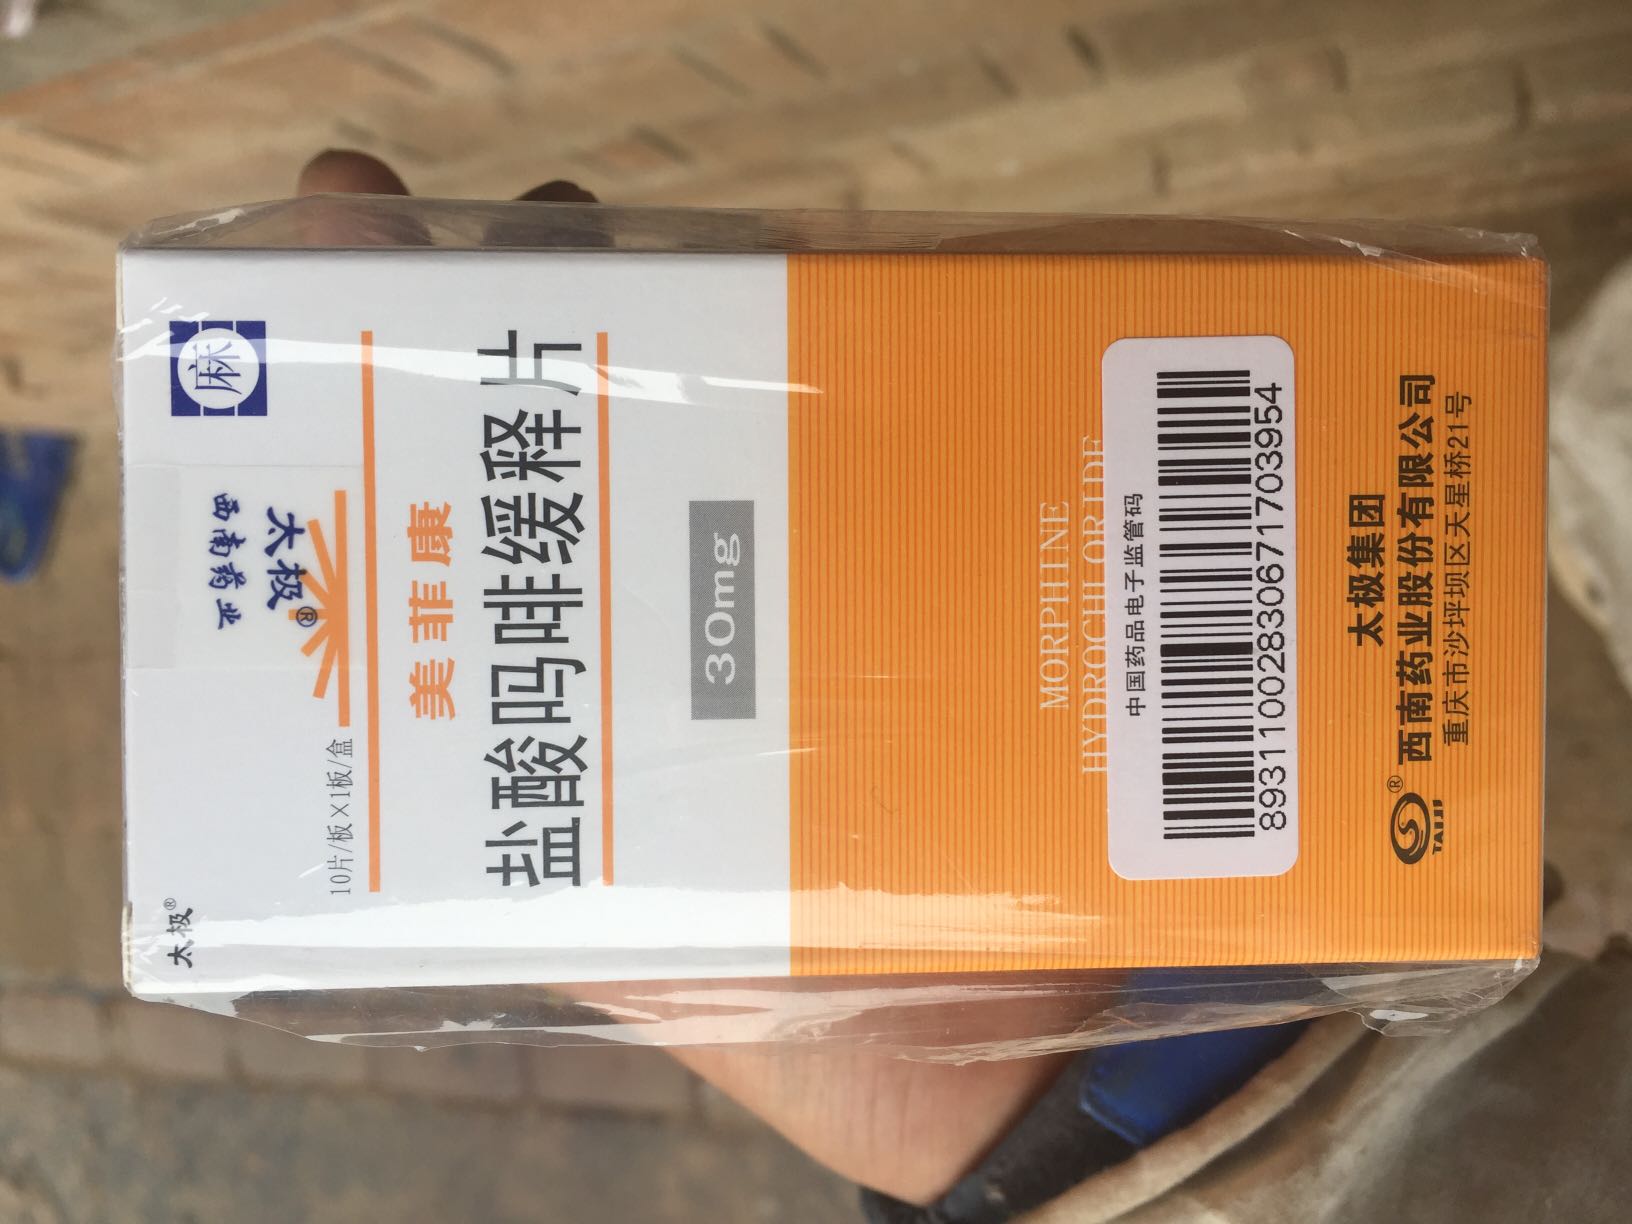 太极®
麻
太极®
西南药业
10片/板×1板/盒
美菲康
盐酸吗啡缓释片
30mg
MORPHINE
HYDROCHLORIDE
中国药品电子监管码
89311002830671703954
太极集团
® 西南药业股份有限公司
TAIJI
重庆市沙坪坝区天星桥21号